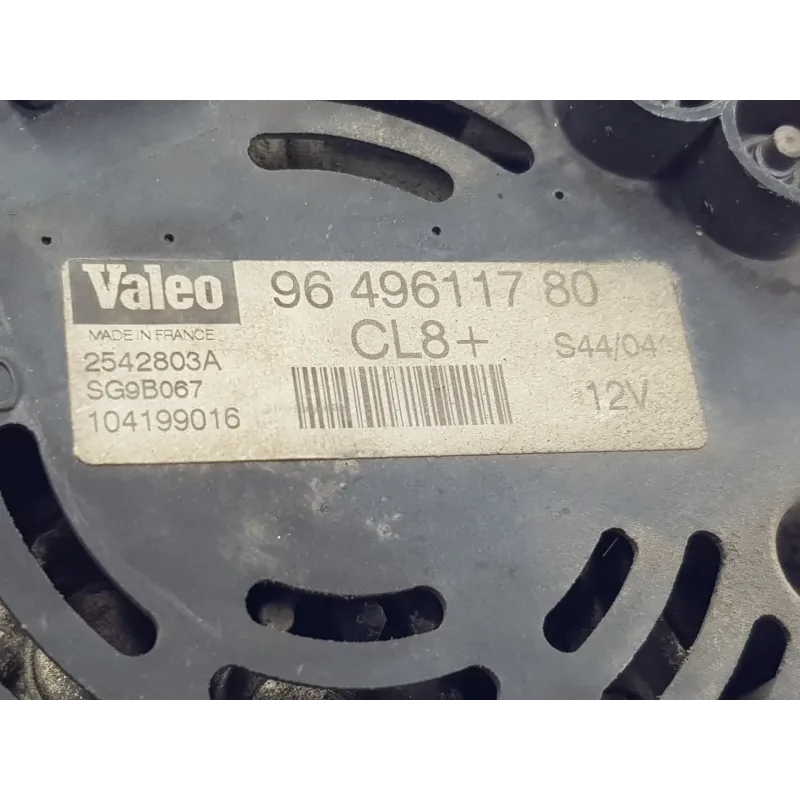 Valeo 96 496117 80
MADE IN FRANCE CL8+ S44/04
2542803A
SG9B067 12V
104199016